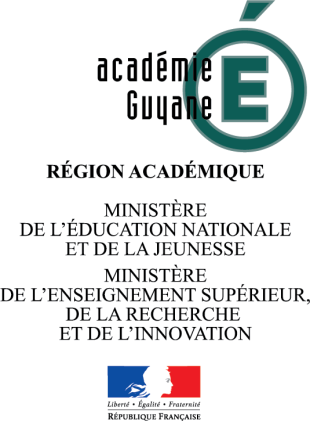 académie
Guyane
É
RÉGION ACADÉMIQUE
MINISTÈRE
DE L'ÉDUCATION NATIONALE
ET DE LA JEUNESSE
MINISTÈRE
DE L'ENSEIGNEMENT SUPÉRIEUR,
DE LA RECHERCHE
ET DE L'INNOVATION
Liberté • Égalité • Fraternité
RÉPUBLIQUE FRANÇAISE